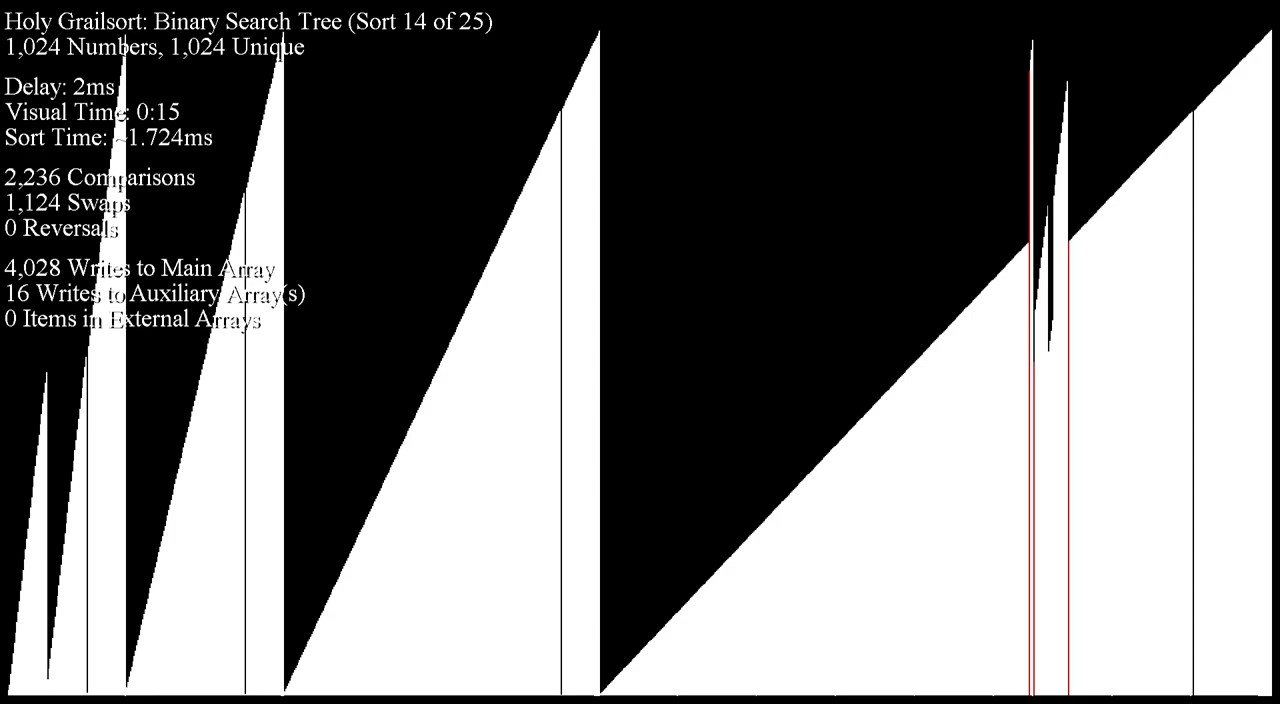 Holy Grailsort: Binary Search Tree (Sort 14 of 25)
1,024 Numbers, 1,024 Unique
Delay: 2ms
Visual Time: 0:15
Sort Time: ~1.724ms
2,236 Comparisons
1,124 Swaps
0 Reversals
4,028 Writes to Main Array
16 Writes to Auxiliary Array(s)
0 Items in External Arrays